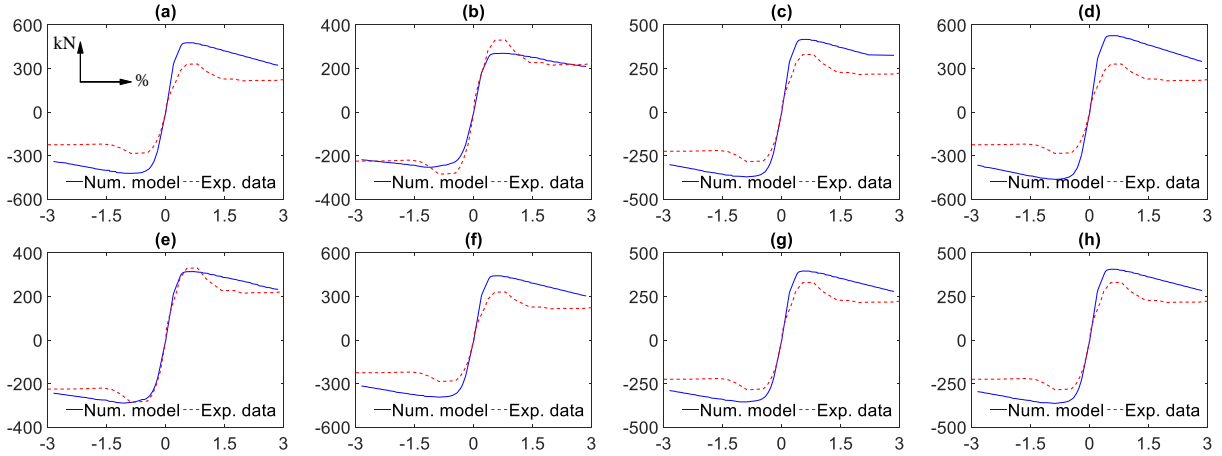 (a) (b) (c) (d)
600 400 500 600
kN
%
300 200 250 300
0 0 0 0
-300 -200 -250 -300
Num. model Exp. data Num. model Exp. data Num. model Exp. data Num. model Exp. data
-600 -400 -500 -600
-3 -1.5 0 1.5 3 -3 -1.5 0 1.5 3 -3 -1.5 0 1.5 3 -3 -1.5 0 1.5 3
(e) (f) (g) (h)
400 600 500 500
200 300 250 250
0 0 0 0
-200 -300 -250 -250
Num. model Exp. data Num. model Exp. data Num. model Exp. data Num. model Exp. data
-400 -600 -500 -500
-3 -1.5 0 1.5 3 -3 -1.5 0 1.5 3 -3 -1.5 0 1.5 3 -3 -1.5 0 1.5 3